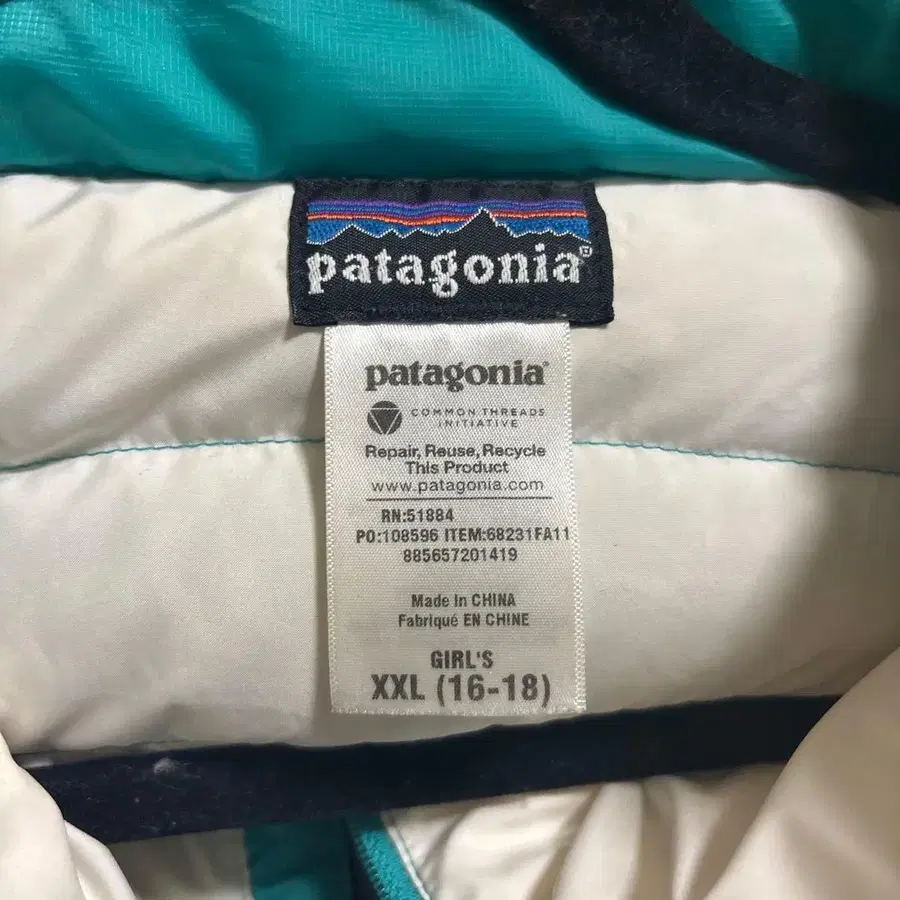 patagonia®
patagonia®
COMMON THREADS
INITIATIVE
Repair, Reuse, Recycle
This Product
www.patagonia.com
RN:51884
PO:108596 ITEM:68231FA11
885657201419
Made In CHINA
Fabriqué EN CHINE
GIRL'S
XXL (16-18)